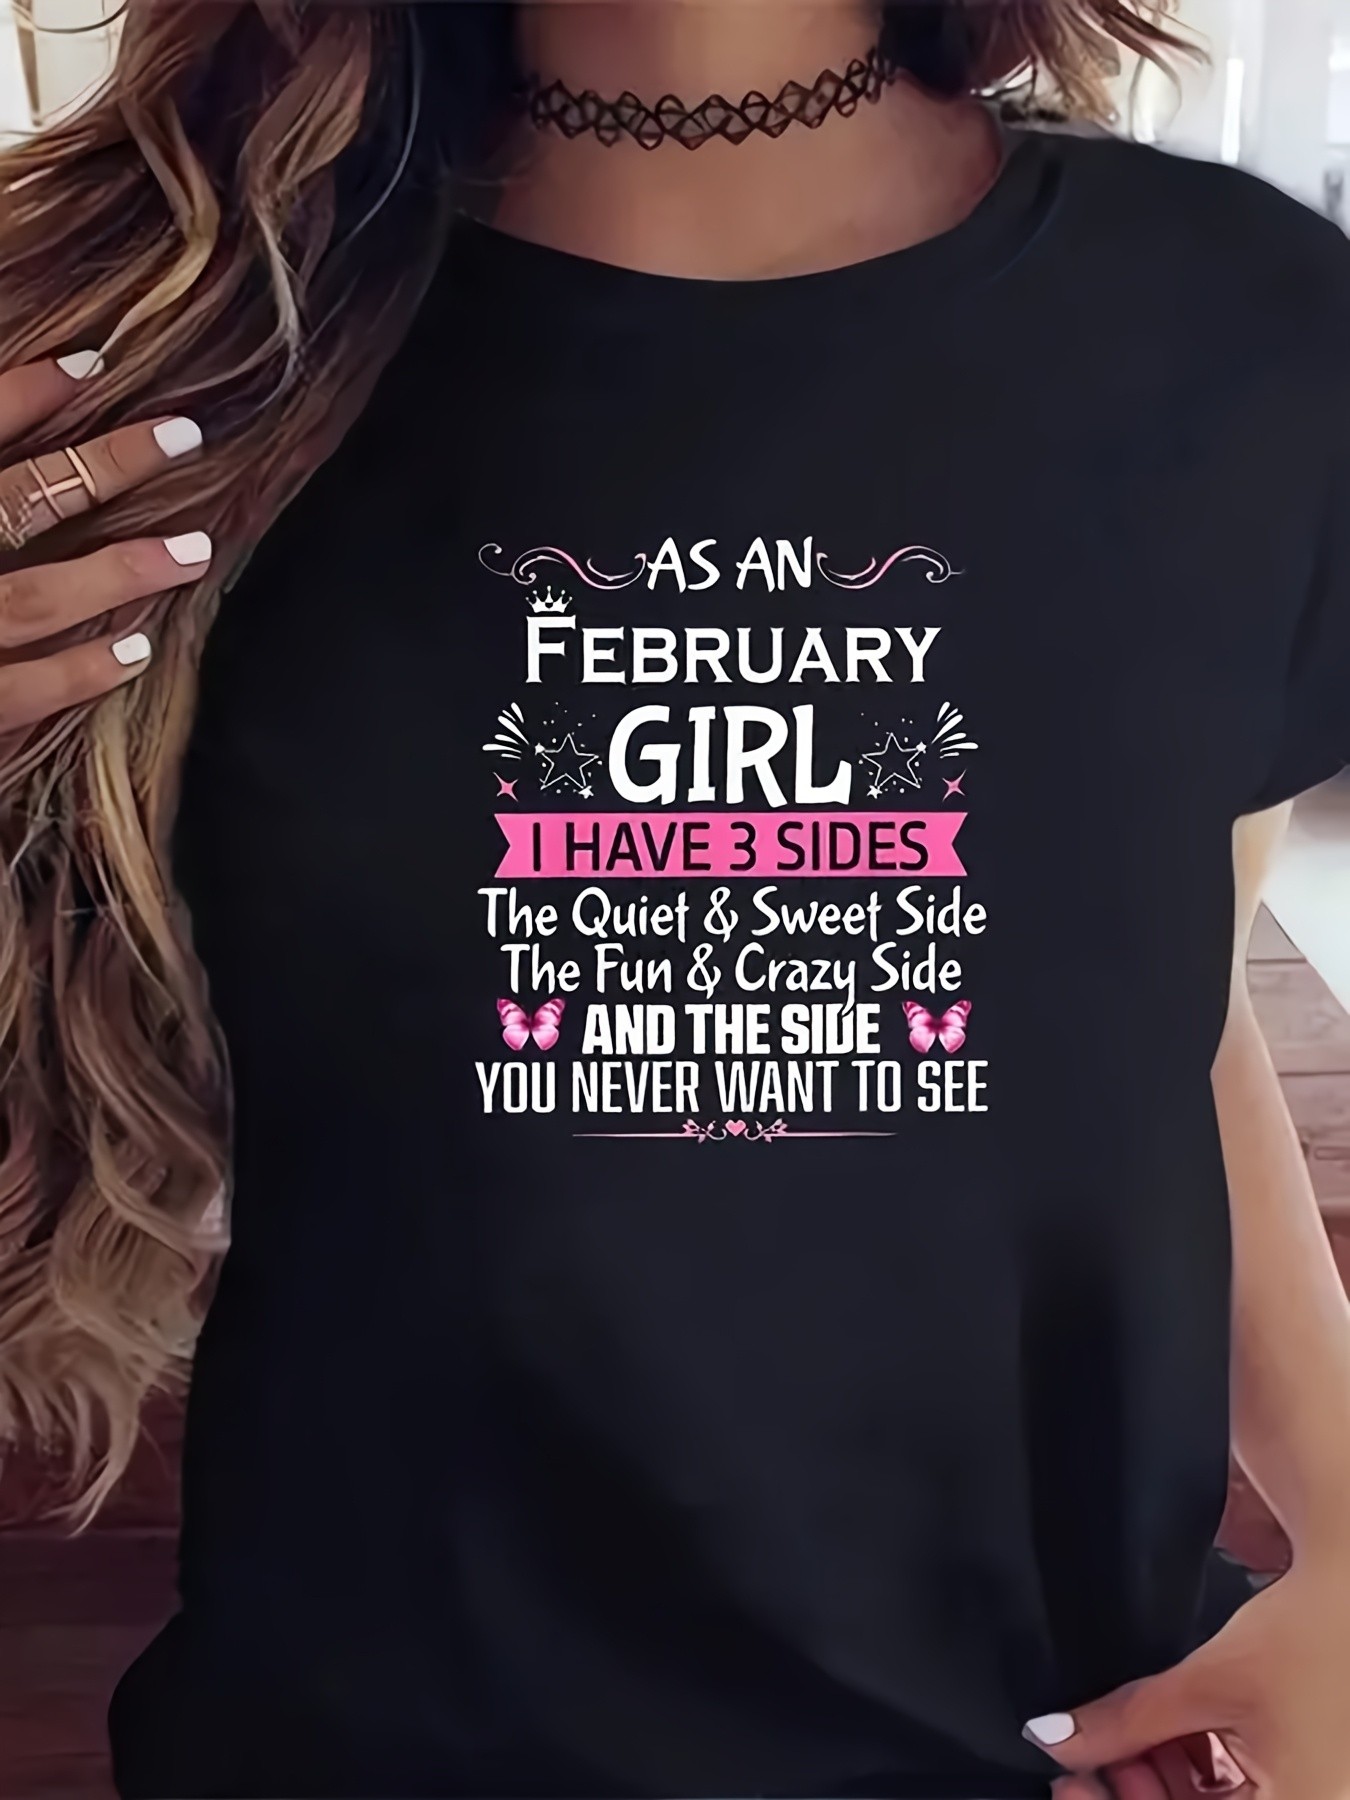 AS AN
FEBRUARY
GIRL
I HAVE 3 SIDES
The Quiet & Sweet Side
The Fun & Crazy Side
AND THE SIDE
YOU NEVER WANT TO SEE